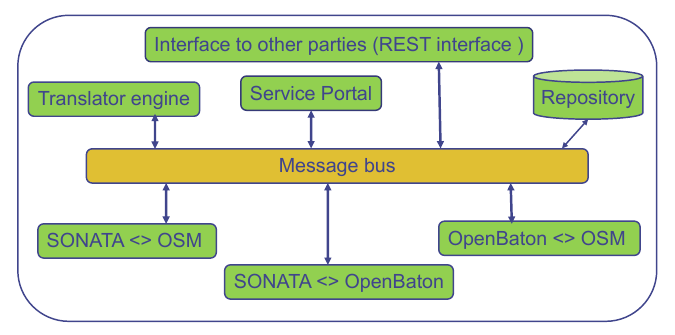 Interface to other parties (REST interface )
Translator engine
Service Portal
Repository
Message bus
SONATA <> OSM
OpenBaton <> OSM
SONATA <> OpenBaton